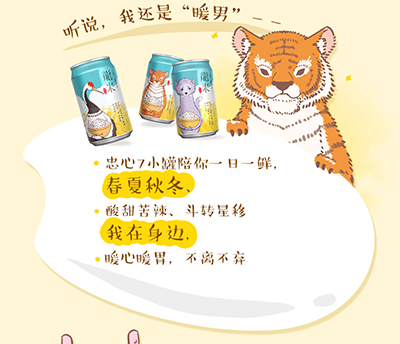 听说，我还是“暖男”——
忠心7小罐陪你一日一鲜，
春夏秋冬、
酸甜苦辣、斗转星移
我在身边，
暖心暖胃，不离不弃